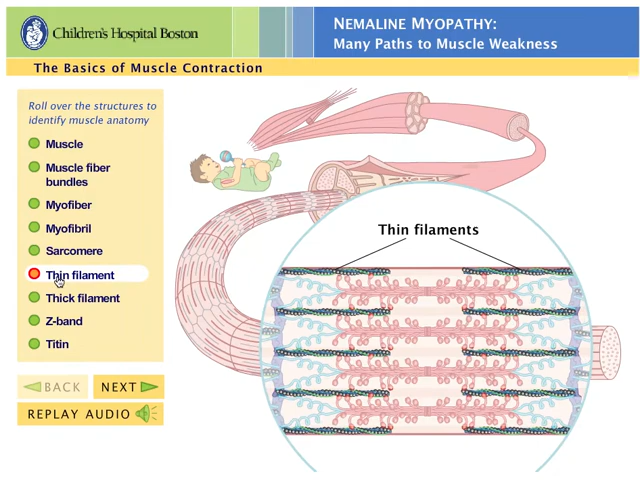 Children's Hospital Boston
NEMALINE MYOPATHY:
MANY PATHS TO MUSCLE WEAKNESS
The Basics of Muscle Contraction
Roll over the structures to
identify muscle anatomy
Muscle
Muscle fiber
bundles
Myofiber
Myofibril
Sarcomere
Thin filament
Thick filament
Z-band
Titin
BACK
NEXT
REPLAY AUDIO
Thin filaments